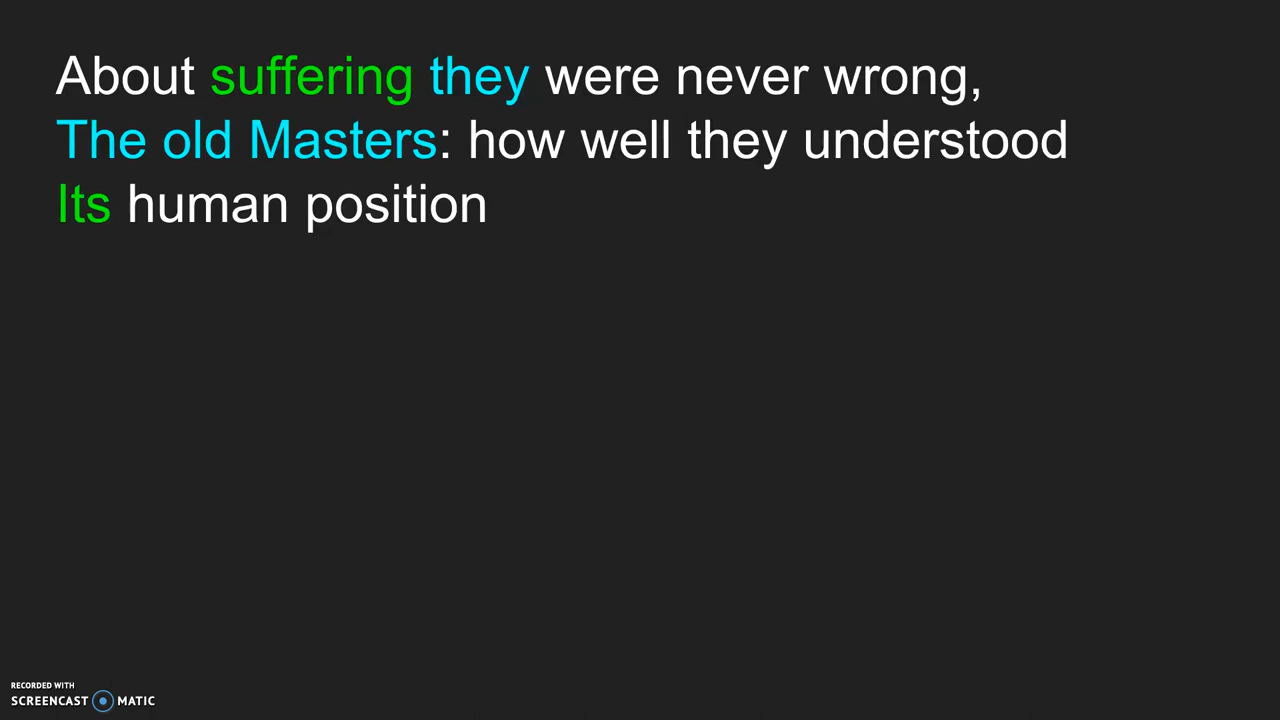 About suffering they were never wrong,
The old Masters: how well they understood
Its human position
RECORDED WITH
SCREENCAST MATIC